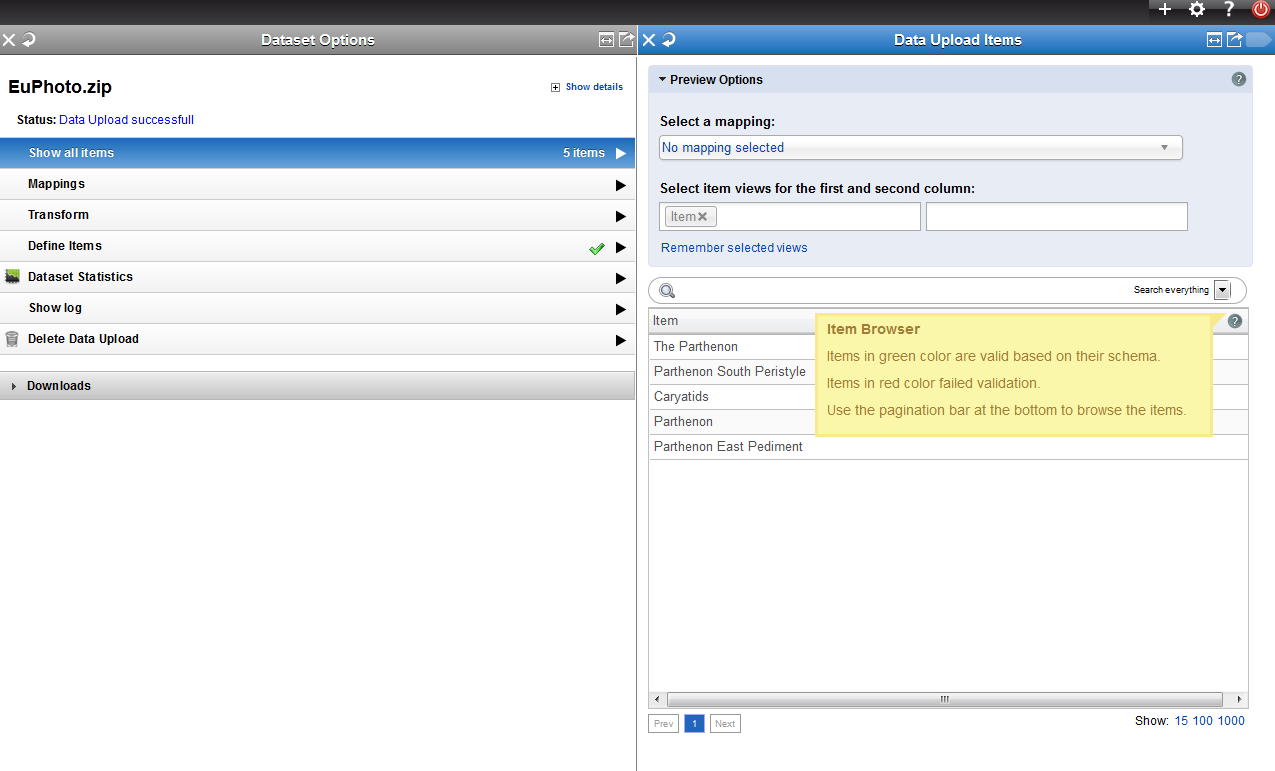 ?
Dataset Options
EuPhoto.zip
Show details
Status: Data Upload successfull
Show all items 5 items
Mappings
Transform
Define Items
Dataset Statistics
Show log
Delete Data Upload
Downloads
Data Upload Items
Preview Options ?
Select a mapping:
No mapping selected
Select item views for the first and second column:
Item
Remember selected views
Search everything
Item ?
The Parthenon
Parthenon South Peristyle
Caryatids
Parthenon
Parthenon East Pediment
Item Browser
Items in green color are valid based on their schema.
Items in red color failed validation.
Use the pagination bar at the bottom to browse the items.
Prev 1 Next
Show: 15 100 1000